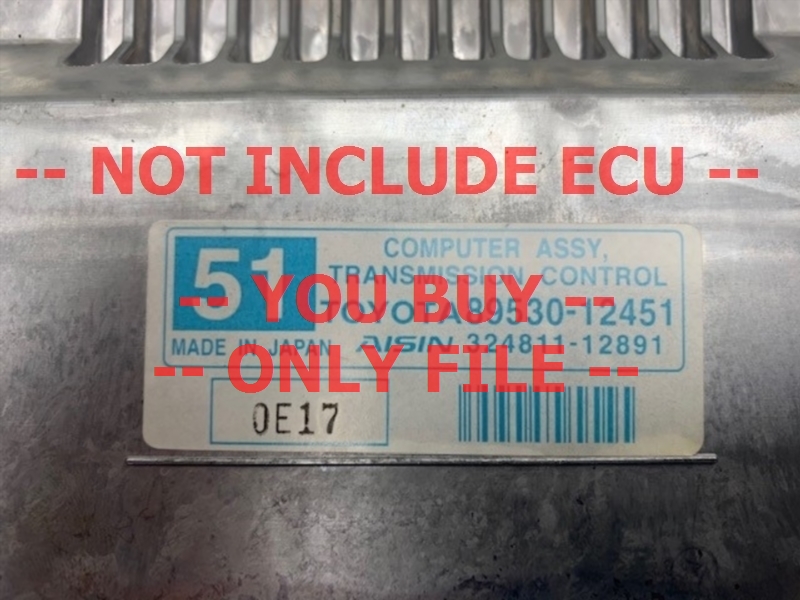 -- NOT INCLUDE ECU --
51
COMPUTER ASSY,
TRANSMISSION CONTROL
-- YOU BUY --
TOYOTA 89530-12451
MADE IN JAPAN AISIN 324811-12891
-- ONLY FILE --
0E17